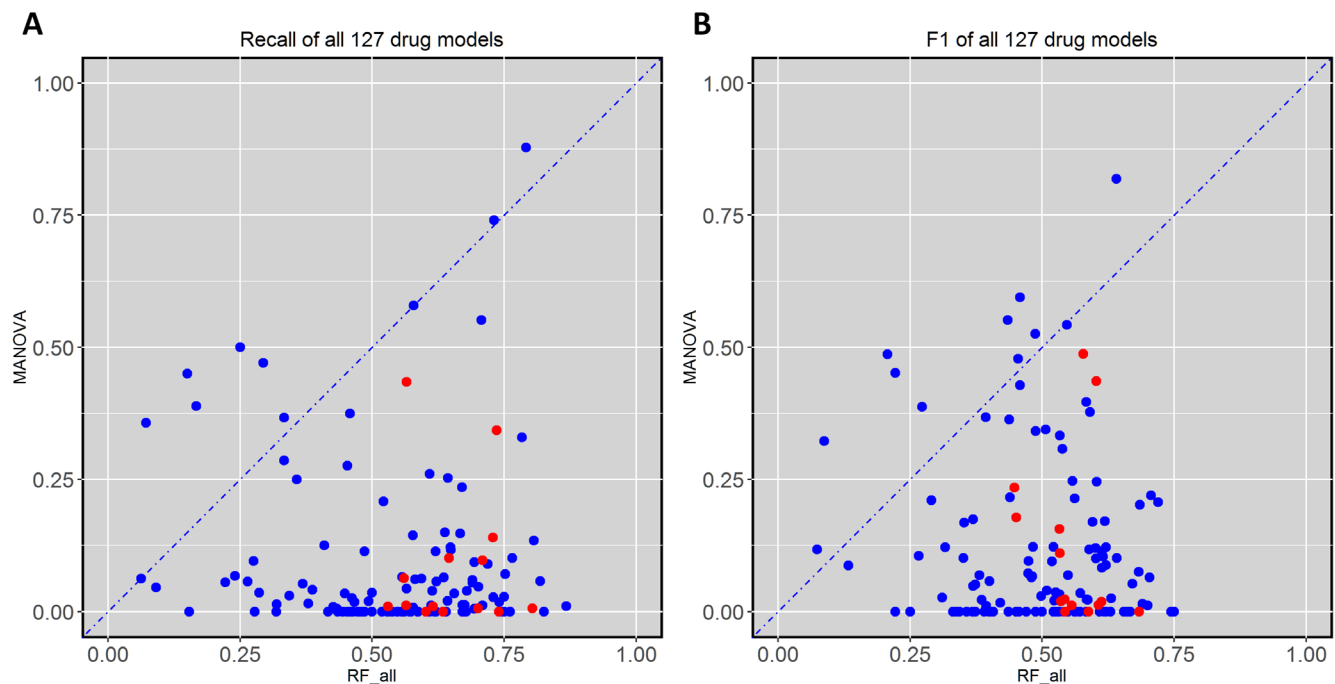 A
Recall of all 127 drug models
MANOVA
1.00
0.75
0.50
0.25
0.00
0.00 0.25 0.50 0.75 1.00
RF_all
B
F1 of all 127 drug models
MANOVA
1.00
0.75
0.50
0.25
0.00
0.00 0.25 0.50 0.75 1.00
RF_all